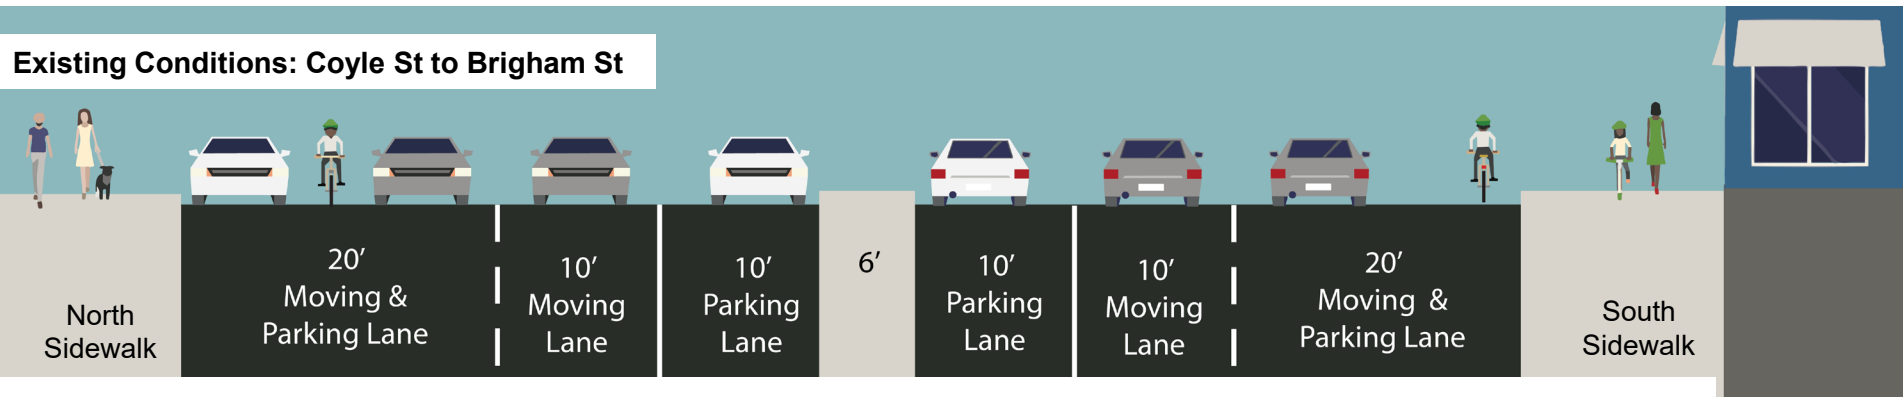 Existing Conditions: Coyle St to Brigham St
North
Sidewalk
20′
Moving &
Parking Lane
10′
Moving
Lane
10′
Parking
Lane
6′
10′
Parking
Lane
10′
Moving
Lane
20′
Moving &
Parking Lane
South
Sidewalk